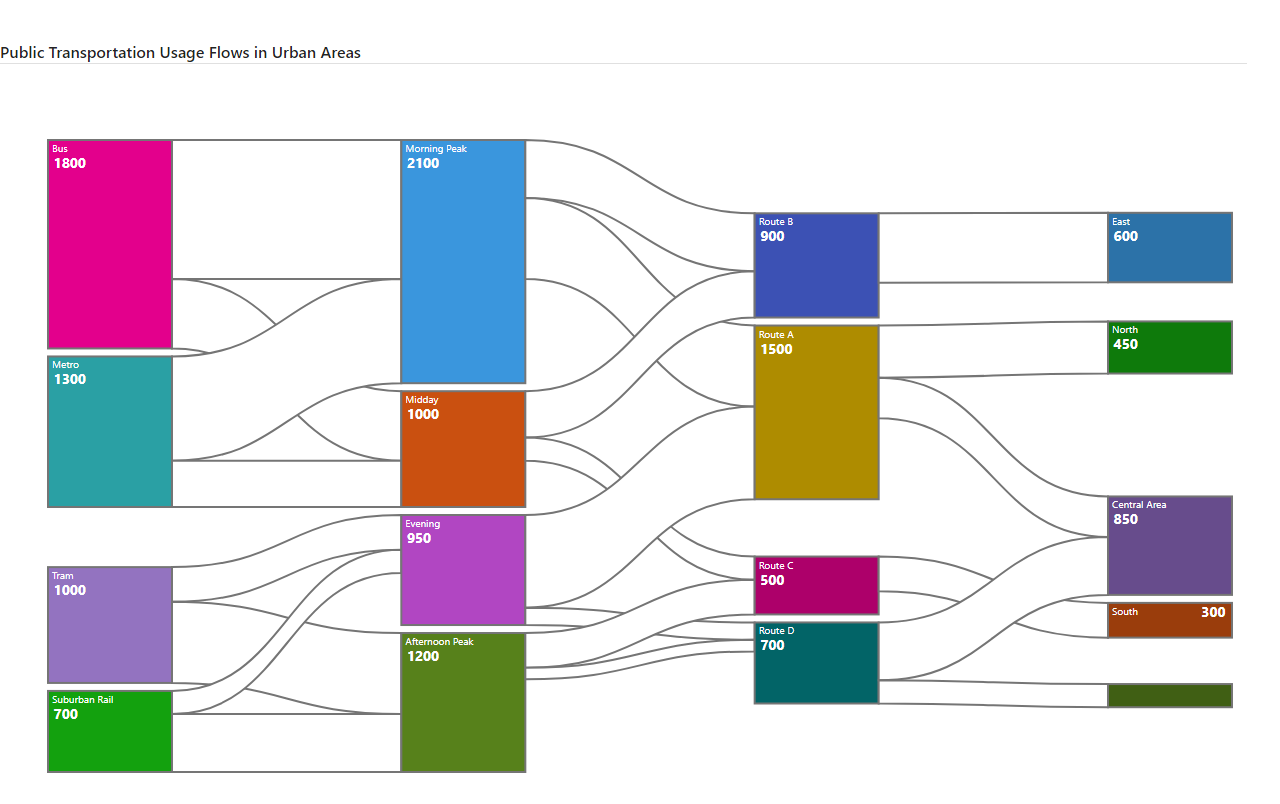 Public Transportation Usage Flows in Urban Areas
Bus
1800
Metro
1300
Tram
1000
Suburban Rail
700
Morning Peak
2100
Midday
1000
Evening
950
Afternoon Peak
1200
Route B
900
Route A
1500
Route C
500
Route D
700
East
600
North
450
Central Area
850
South 300